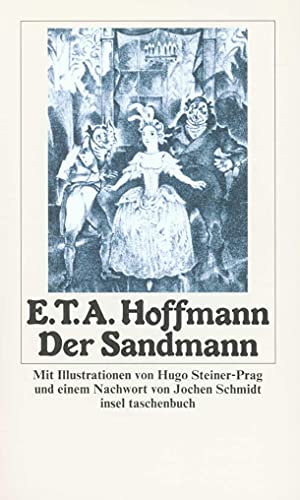 E.T.A. Hoffmann
Der Sandmann
Mit Illustrationen von Hugo Steiner-Prag
und einem Nachwort von Jochen Schmidt
insel taschenbuch